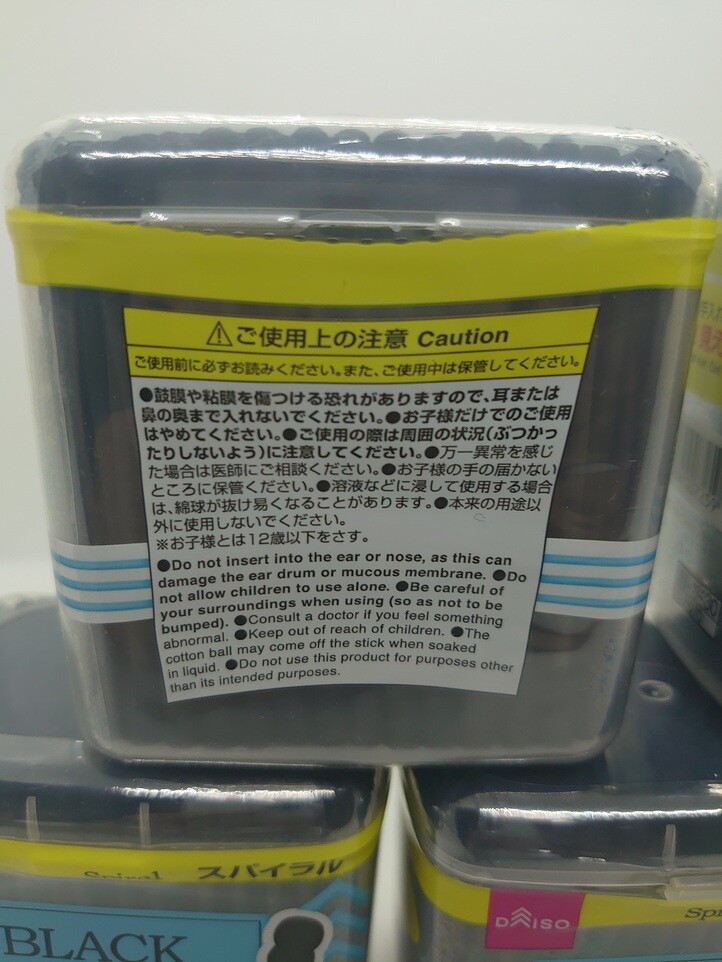 ⚠ご使用上の注意 Caution
ご使用前に必ずお読みください。また、ご使用中は保管してください。
●鼓膜や粘膜を傷つける恐れがありますので、耳または
鼻の奥まで入れないでください。●お子様だけでのご使用
はやめてください。●ご使用の際は周囲の状況(ぶつかっ
たりしないよう)に注意してください。●万一異常を感じ
た場合は医師にご相談ください。●お子様の手の届かない
ところに保管ください。●溶液などに浸して使用する場合
は、綿球が抜け易くなることがあります。●本来の用途以
外に使用しないでください。
※お子様とは12歳以下をさす。
●Do not insert into the ear or nose, as this can
damage the ear drum or mucous membrane. ●Do
not allow children to use alone. ●Be careful of
your surroundings when using (so as not to be
bumped). ●Consult a doctor if you feel something
abnormal. ●Keep out of reach of children. ●The
cotton ball may come off the stick when soaked
in liquid. ●Do not use this product for purposes other
than its intended purposes.
Spiral スパイラル
BLACK
DAISO